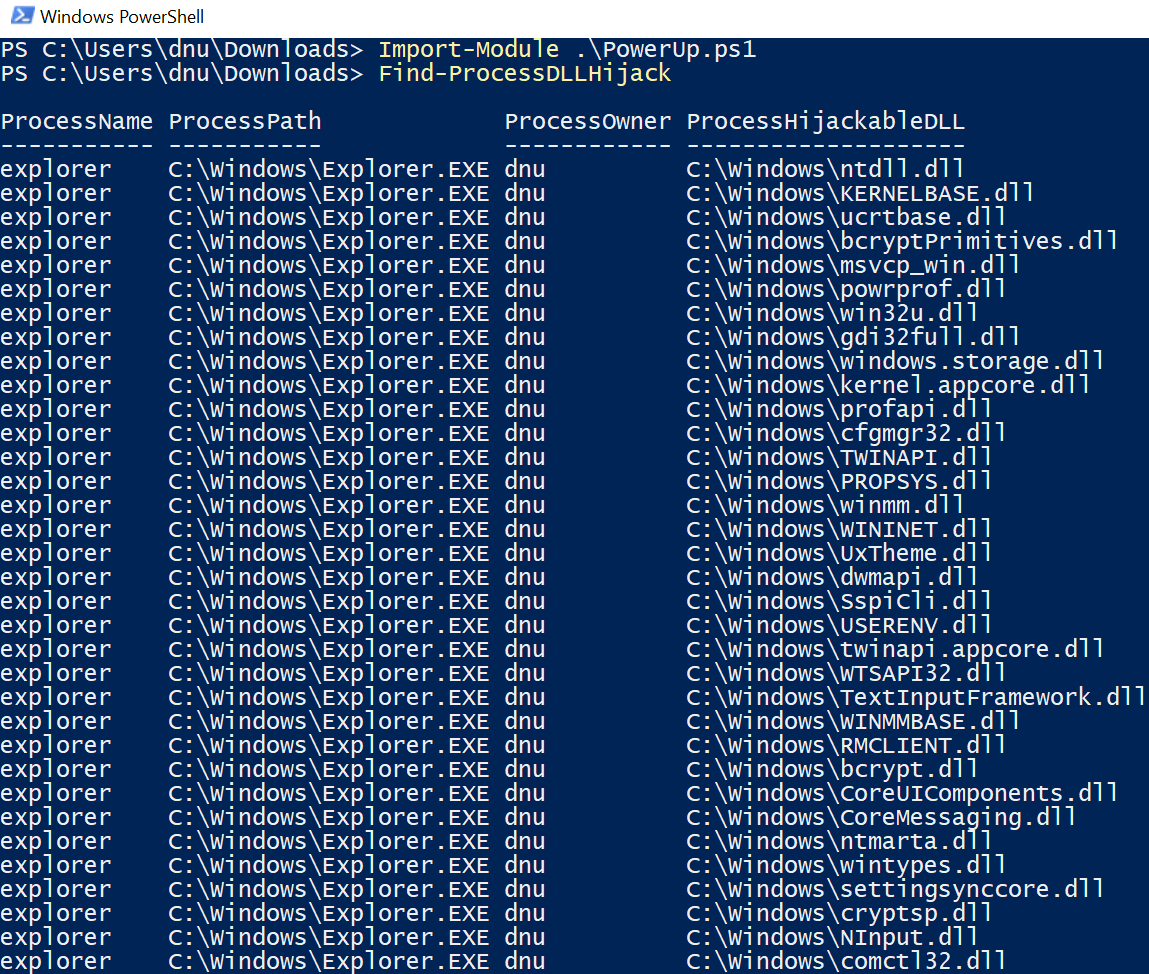 Windows PowerShell
PS C:\Users\dnu\Downloads> Import-Module .\PowerUp.ps1
PS C:\Users\dnu\Downloads> Find-ProcessDLLHijack
ProcessName ProcessPath ProcessOwner ProcessHijackableDLL
----------- ----------- ------------ --------------------
explorer C:\Windows\Explorer.EXE dnu C:\Windows\ntdll.dll
explorer C:\Windows\Explorer.EXE dnu C:\Windows\KERNELBASE.dll
explorer C:\Windows\Explorer.EXE dnu C:\Windows\ucrtbase.dll
explorer C:\Windows\Explorer.EXE dnu C:\Windows\bcryptPrimitives.dll
explorer C:\Windows\Explorer.EXE dnu C:\Windows\msvcp_win.dll
explorer C:\Windows\Explorer.EXE dnu C:\Windows\powrprof.dll
explorer C:\Windows\Explorer.EXE dnu C:\Windows\win32u.dll
explorer C:\Windows\Explorer.EXE dnu C:\Windows\gdi32full.dll
explorer C:\Windows\Explorer.EXE dnu C:\Windows\windows.storage.dll
explorer C:\Windows\Explorer.EXE dnu C:\Windows\kernel.appcore.dll
explorer C:\Windows\Explorer.EXE dnu C:\Windows\profapi.dll
explorer C:\Windows\Explorer.EXE dnu C:\Windows\cfgmgr32.dll
explorer C:\Windows\Explorer.EXE dnu C:\Windows\TWINAPI.dll
explorer C:\Windows\Explorer.EXE dnu C:\Windows\PROPSYS.dll
explorer C:\Windows\Explorer.EXE dnu C:\Windows\winmm.dll
explorer C:\Windows\Explorer.EXE dnu C:\Windows\WININET.dll
explorer C:\Windows\Explorer.EXE dnu C:\Windows\UxTheme.dll
explorer C:\Windows\Explorer.EXE dnu C:\Windows\dwmapi.dll
explorer C:\Windows\Explorer.EXE dnu C:\Windows\SspiCli.dll
explorer C:\Windows\Explorer.EXE dnu C:\Windows\USERENV.dll
explorer C:\Windows\Explorer.EXE dnu C:\Windows\twinapi.appcore.dll
explorer C:\Windows\Explorer.EXE dnu C:\Windows\WTSAPI32.dll
explorer C:\Windows\Explorer.EXE dnu C:\Windows\TextInputFramework.dll
explorer C:\Windows\Explorer.EXE dnu C:\Windows\WINMMBASE.dll
explorer C:\Windows\Explorer.EXE dnu C:\Windows\RMCLIENT.dll
explorer C:\Windows\Explorer.EXE dnu C:\Windows\bcrypt.dll
explorer C:\Windows\Explorer.EXE dnu C:\Windows\CoreUIComponents.dll
explorer C:\Windows\Explorer.EXE dnu C:\Windows\CoreMessaging.dll
explorer C:\Windows\Explorer.EXE dnu C:\Windows\ntmarta.dll
explorer C:\Windows\Explorer.EXE dnu C:\Windows\wintypes.dll
explorer C:\Windows\Explorer.EXE dnu C:\Windows\settingsynccore.dll
explorer C:\Windows\Explorer.EXE dnu C:\Windows\cryptsp.dll
explorer C:\Windows\Explorer.EXE dnu C:\Windows\NInput.dll
explorer C:\Windows\Explorer.EXE dnu C:\Windows\comctl32.dll